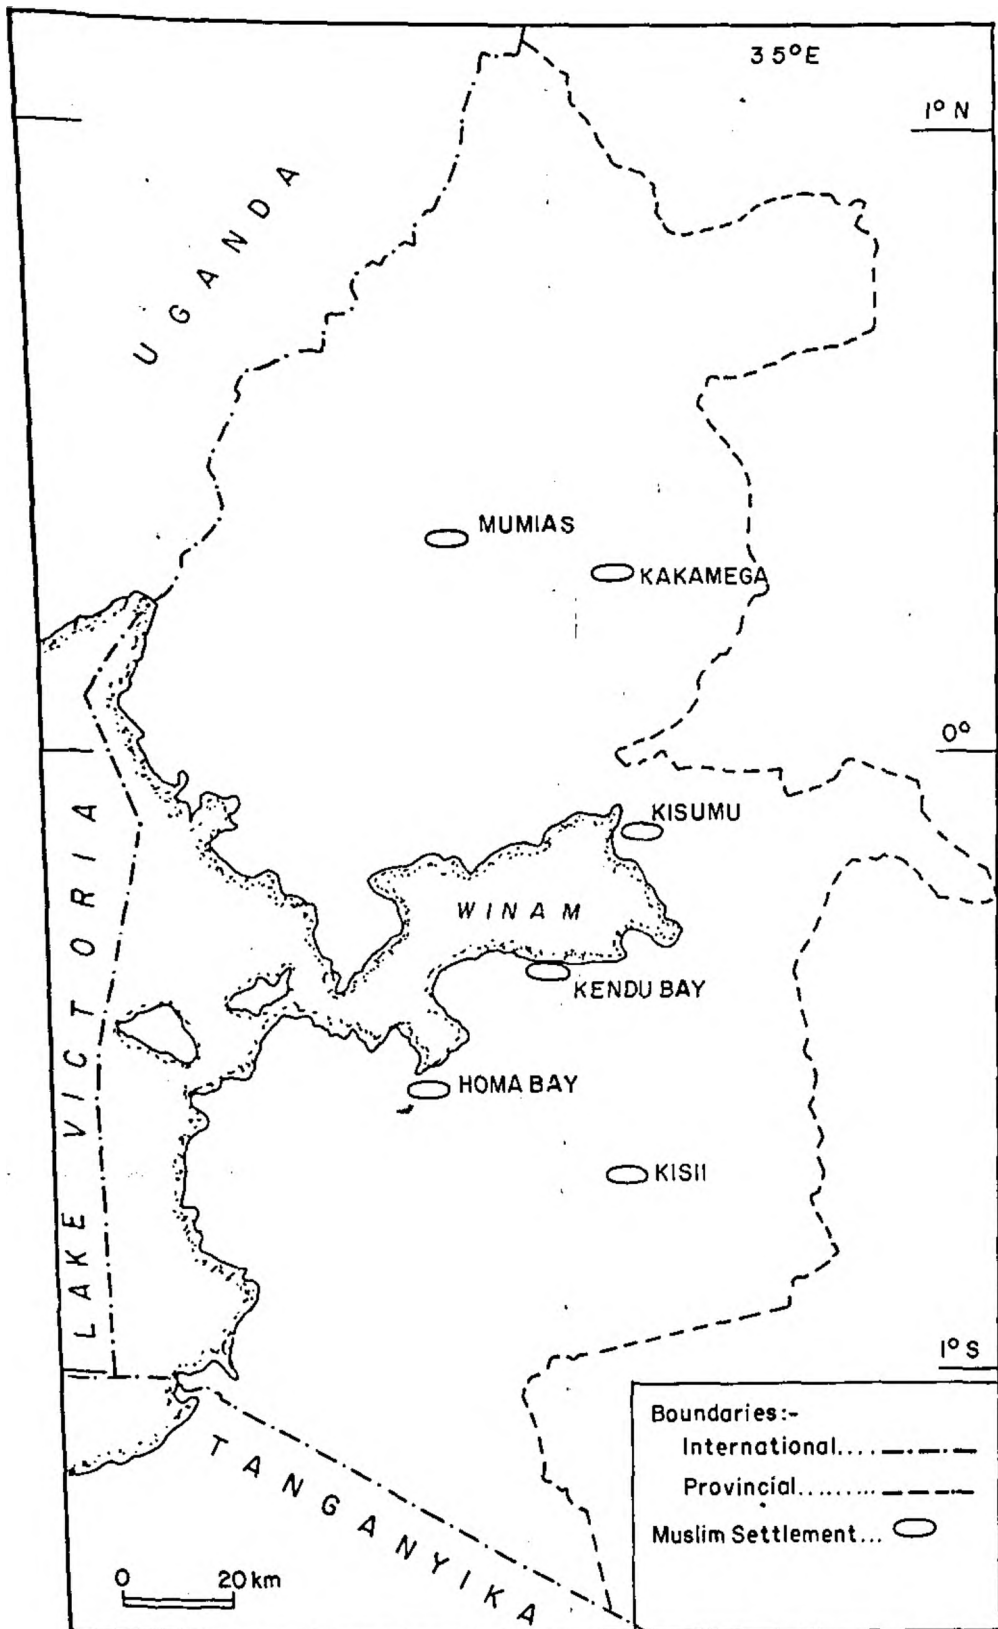 35°E
1° N
UGANDA
MUMIAS
KAKAMEGA
0°
KISUMU
LAKE VICTORIA
WINAM
KENDU BAY
HOMA BAY
KISII
1° S
TANGANYIKA
Boundaries:-
International....
Provincial.........
Muslim Settlement...
0 20 km